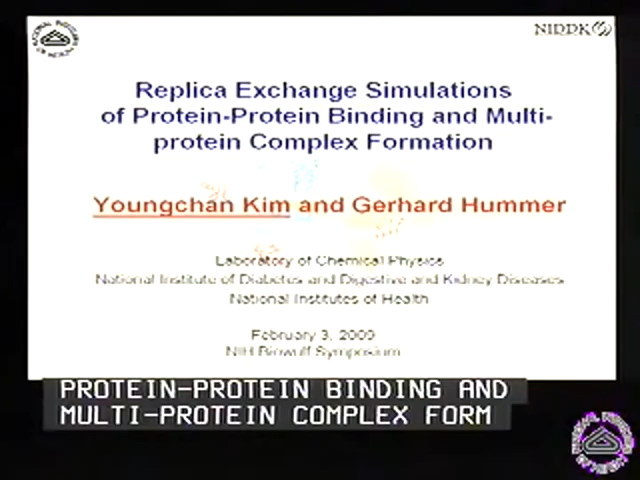 NIDDK
Replica Exchange Simulations
of Protein-Protein Binding and Multi-
protein Complex Formation
Youngchan Kim and Gerhard Hummer
Laboratory of Chemical Physics
National Institute of Diabetes and Digestive and Kidney Diseases
National Institutes of Health
February 3, 2009
NIH Biowulf Symposium
PROTEIN-PROTEIN BINDING AND
MULTI-PROTEIN COMPLEX FORM